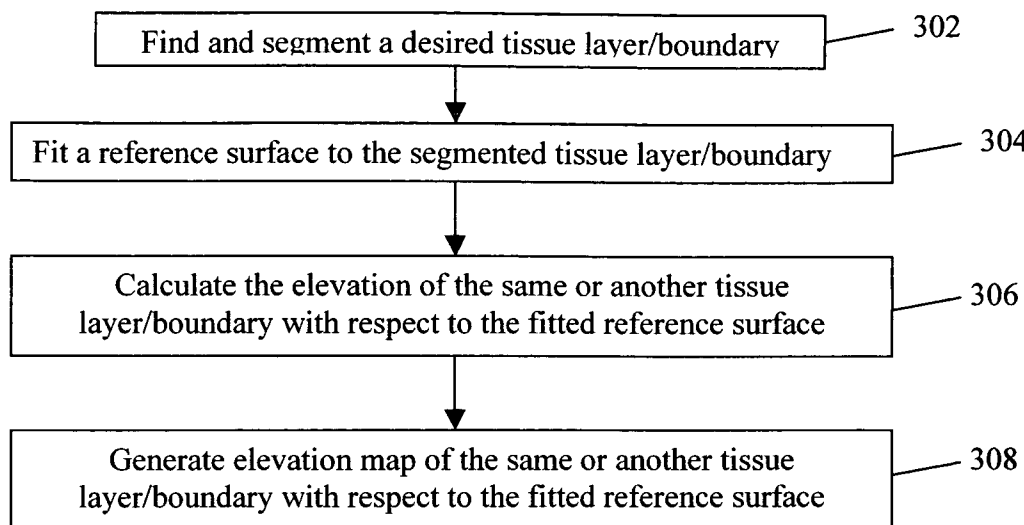 Find and segment a desired tissue layer/boundary
302
Fit a reference surface to the segmented tissue layer/boundary
304
Calculate the elevation of the same or another tissue
layer/boundary with respect to the fitted reference surface
306
Generate elevation map of the same or another tissue
layer/boundary with respect to the fitted reference surface
308